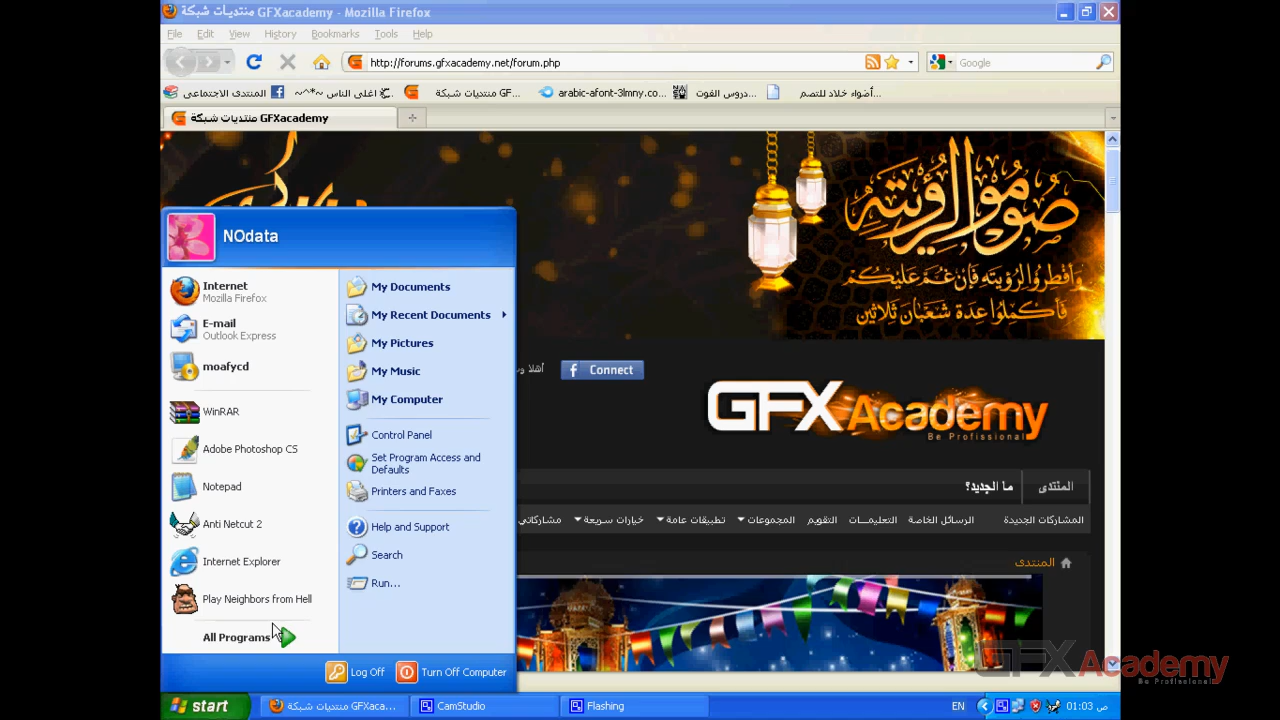 منتديات شبكة GFXacademy - Mozilla Firefox
File Edit View History Bookmarks Tools Help
http://forums.gfxacademy.net/forum.php
Google
المنتدى الاجتماعي
اغلى الناس ~*^~
GF... منتديات شبكة
arabic-afont-3lmny.co...
دروس الفوت...
أضواء خلاد للتصم...
منتديات شبكة GFXacademy
صوموا لرؤيته
وأفطروا لرؤيته فإن غم عليكم
فأكملوا عدة شعبان ثلاثين
Connect
GFXAcademy
Be Profissional
المنتدى
ما الجديد؟
المشاركات الجديدة
الرسائل الخاصة
التعليمـــات
التقويم
المجموعات
تطبيقات عامة
خيارات سريعة
مشاركاتي
المنتدى
NOdata
Internet
Mozilla Firefox
E-mail
Outlook Express
moafycd
WinRAR
Adobe Photoshop CS
Notepad
Anti Netcut 2
Internet Explorer
Play Neighbors from Hell
All Programs
My Documents
My Recent Documents
My Pictures
My Music
My Computer
Control Panel
Set Program Access and
Defaults
Printers and Faxes
Help and Support
Search
Run...
Log Off
Turn Off Computer
GFXAcademy
Be Profissional
start
منتديات شبكة GFXaca...
CamStudio
Flashing
EN
01:03 ص